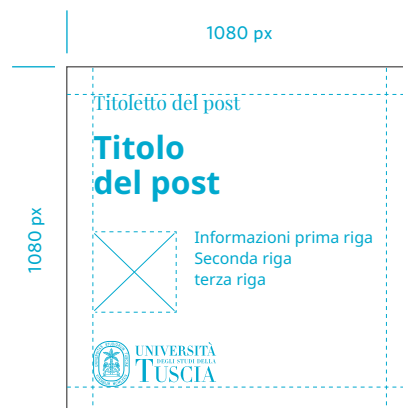 1080 px
1080 px
Titoletto del post
Titolo
del post
Informazioni prima riga
Seconda riga
terza riga
UNIVERSITÀ
DEGLI STUDI DELLA
TUSCIA